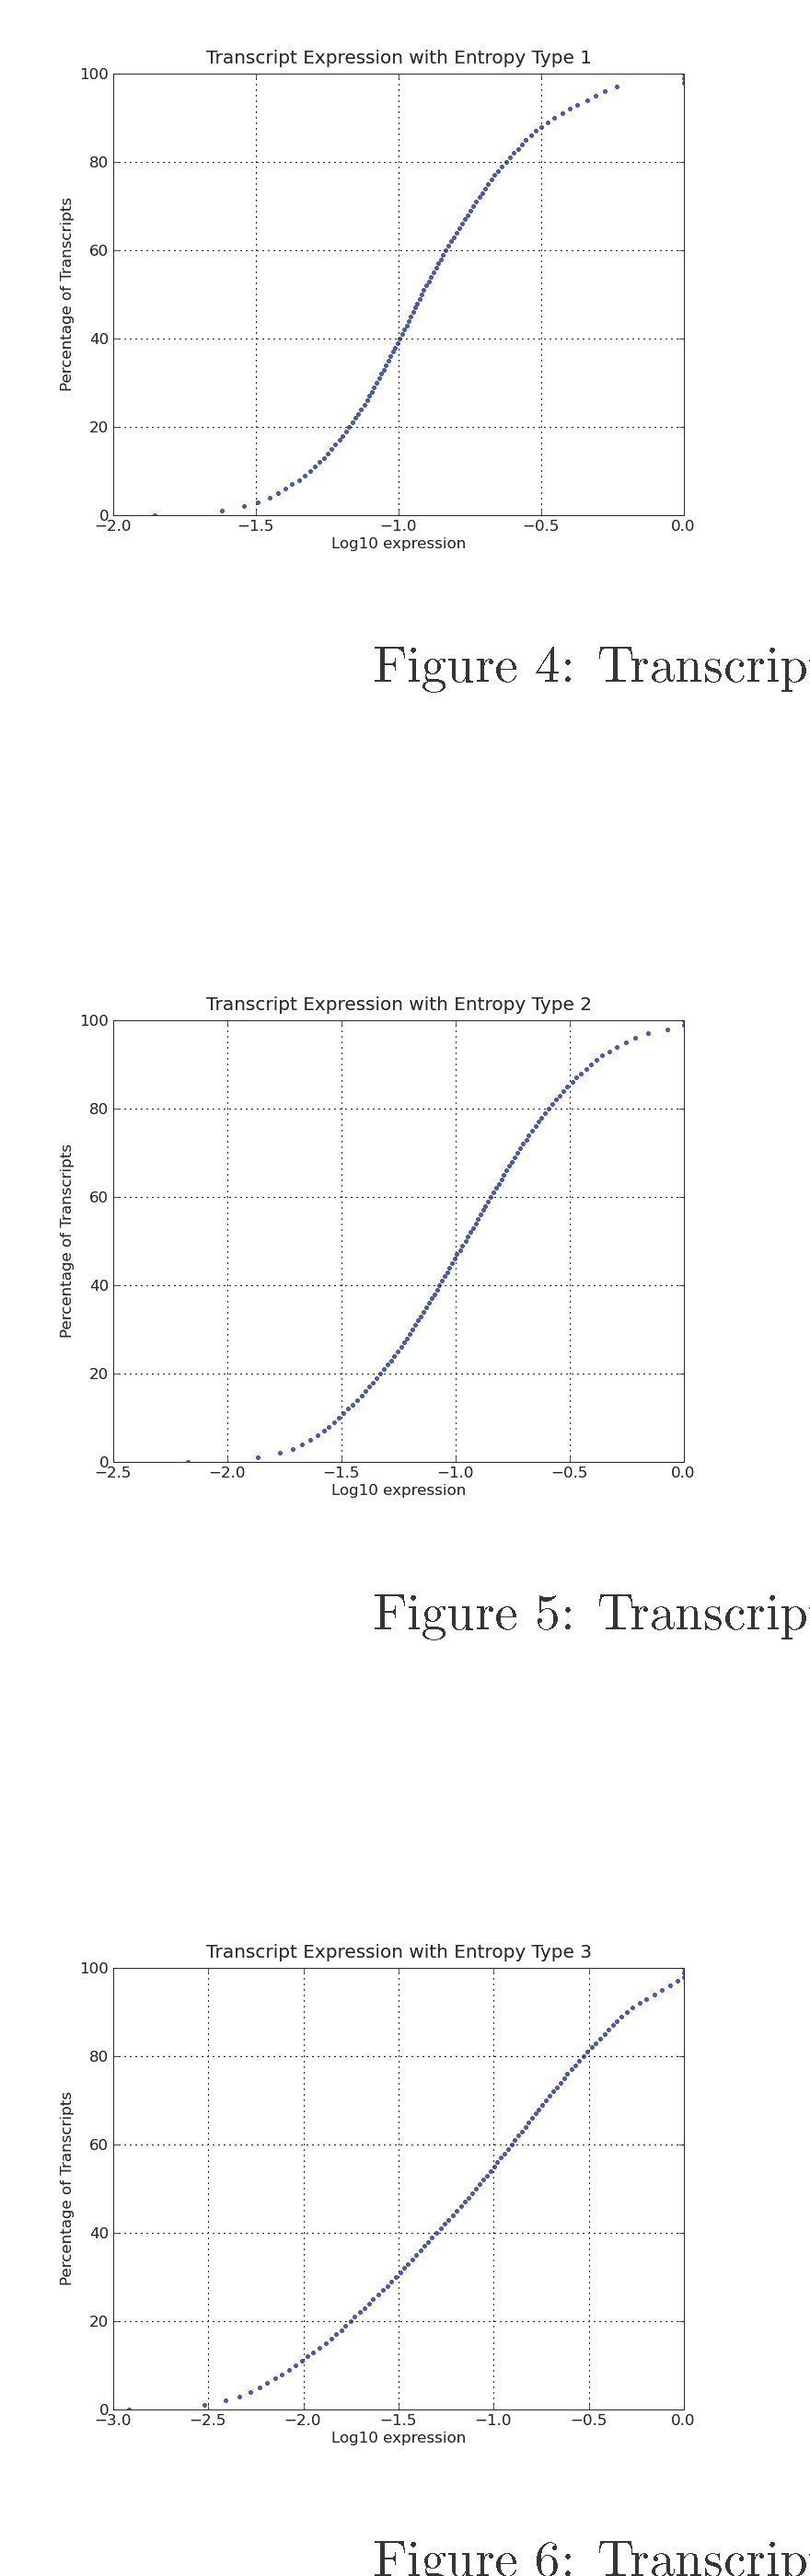 Transcript Expression with Entropy Type 1
100
80
60
40
20
0
Percentage of Transcripts
−2.0 −1.5 −1.0 −0.5 0.0
Log10 expression
Figure 4: Transcrip
Transcript Expression with Entropy Type 2
100
80
60
40
20
0
Percentage of Transcripts
−2.5 −2.0 −1.5 −1.0 −0.5 0.0
Log10 expression
Figure 5: Transcrip
Transcript Expression with Entropy Type 3
100
80
60
40
20
0
Percentage of Transcripts
−3.0 −2.5 −2.0 −1.5 −1.0 −0.5 0.0
Log10 expression
Figure 6: Transcrip